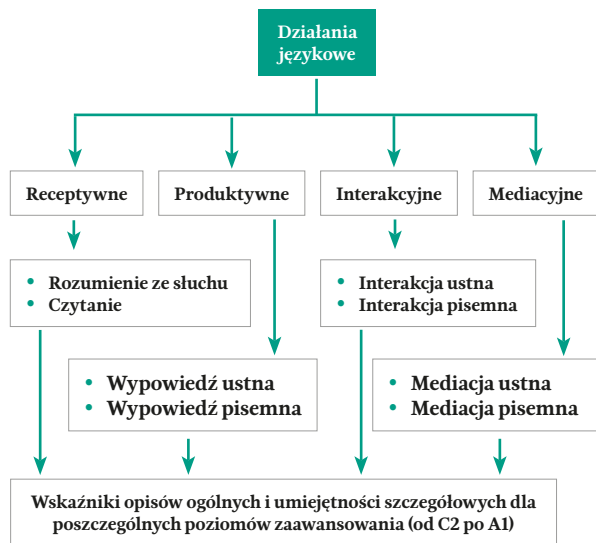 Działania
językowe
Receptywne
Produktywne
Interakcyjne
Mediacyjne
• Rozumienie ze słuchu
• Czytanie
• Interakcja ustna
• Interakcja pisemna
• Wypowiedź ustna
• Wypowiedź pisemna
• Mediacja ustna
• Mediacja pisemna
Wskaźniki opisów ogólnych i umiejętności szczegółowych dla
poszczególnych poziomów zaawansowania (od C2 po A1)